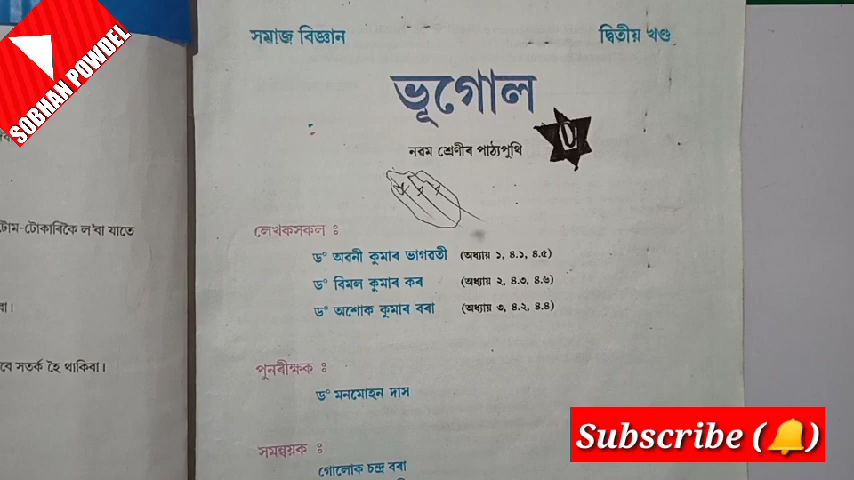 SOBHAN POWDEL
সমাজ বিজ্ঞান
দ্বিতীয় খণ্ড
ভূগোল
নৱম শ্ৰেণীৰ পাঠ্যপুথি
টোম-টোকাৰিকৈ ল'বা যাতে
লেখকসকল :
ড° অৱনী কুমাৰ ভাগৱতী (অধ্যায় ১, ৪.১, ৪.৫)
ড° বিমল কুমাৰ কৰ (অধ্যায় ২, ৪.৩, ৪.৬)
ড° অশোক কুমাৰ বৰা (অধ্যায় ৩, ৪.২, ৪.৪)
বা।
বে সতৰ্ক হৈ থাকিবা।
পুনৰীক্ষক :
ড° মনমোহন দাস
সমন্বয়ক :
গোলোক চন্দ্ৰ বৰা
Subscribe (🔔)